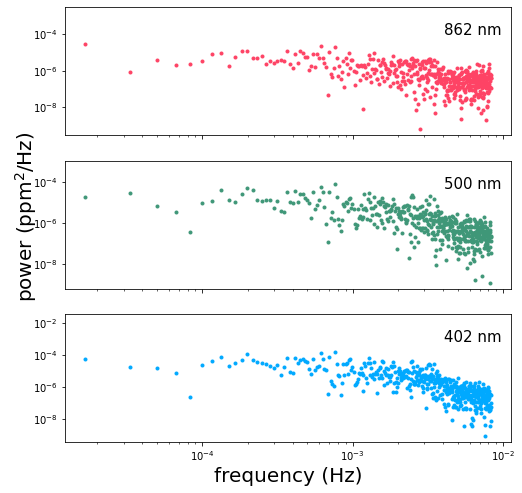 862 nm
10⁻⁴
10⁻⁶
10⁻⁸
500 nm
10⁻⁴
10⁻⁶
10⁻⁸
power (ppm²/Hz)
402 nm
10⁻²
10⁻⁴
10⁻⁶
10⁻⁸
10⁻⁴ 10⁻³ 10⁻²
frequency (Hz)